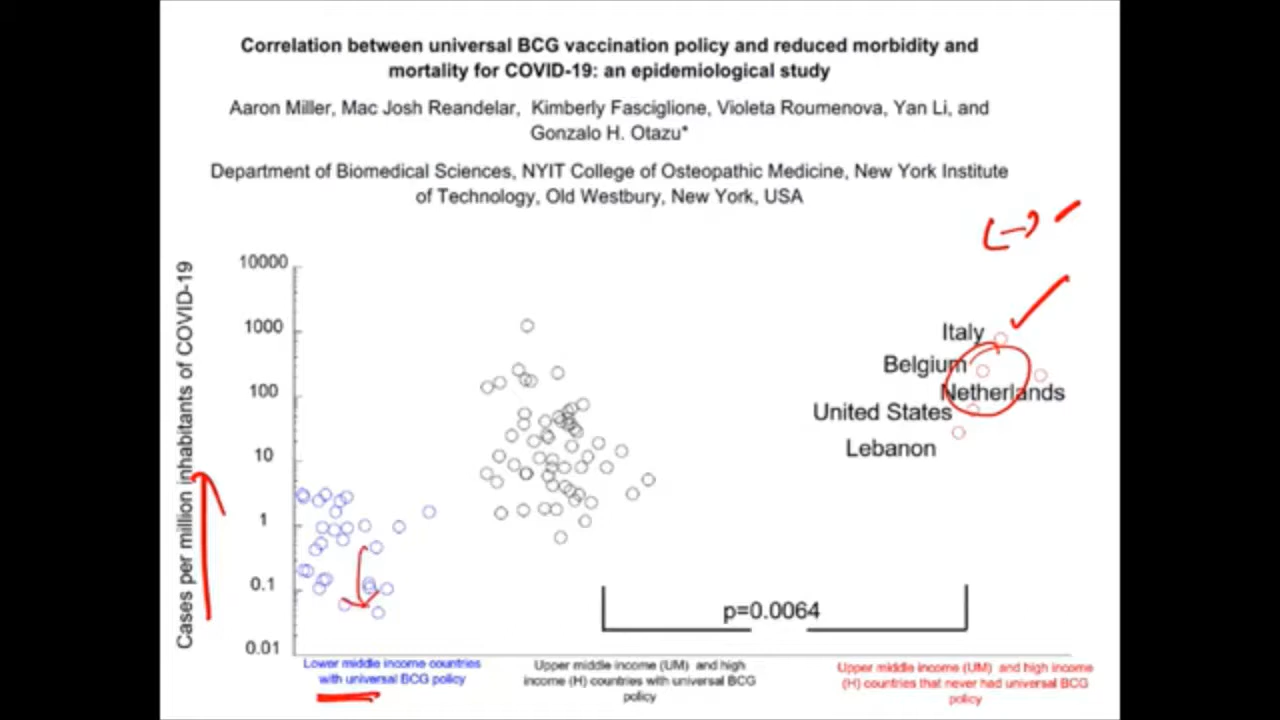 Correlation between universal BCG vaccination policy and reduced morbidity and
mortality for COVID-19: an epidemiological study
Aaron Miller, Mac Josh Reandelar, Kimberly Fasciglione, Violeta Roumenova, Yan Li, and
Gonzalo H. Otazu*
Department of Biomedical Sciences, NYIT College of Osteopathic Medicine, New York Institute
of Technology, Old Westbury, New York, USA
Cases per million inhabitants of COVID-19
10000
1000
100
10
1
0.1
0.01
Italy
Belgium
Netherlands
United States
Lebanon
p=0.0064
Lower middle income countries
with universal BCG policy
Upper middle income (UM) and high
income (H) countries with universal BCG
policy
Upper middle income (UM) and high income
(H) countries that never had universal BCG
policy